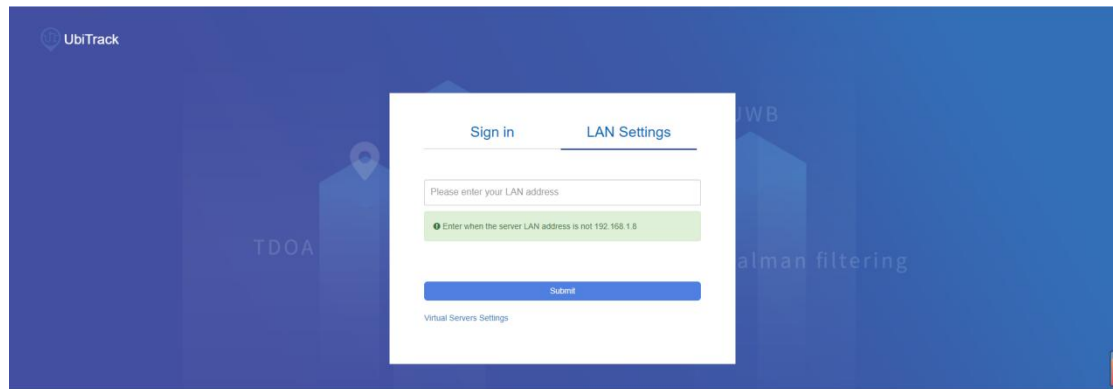 UbiTrack
Sign in
LAN Settings
UWB
Please enter your LAN address
Enter when the server LAN address is not 192.168.1.8
TDOA
alman filtering
Submit
Virtual Servers Settings